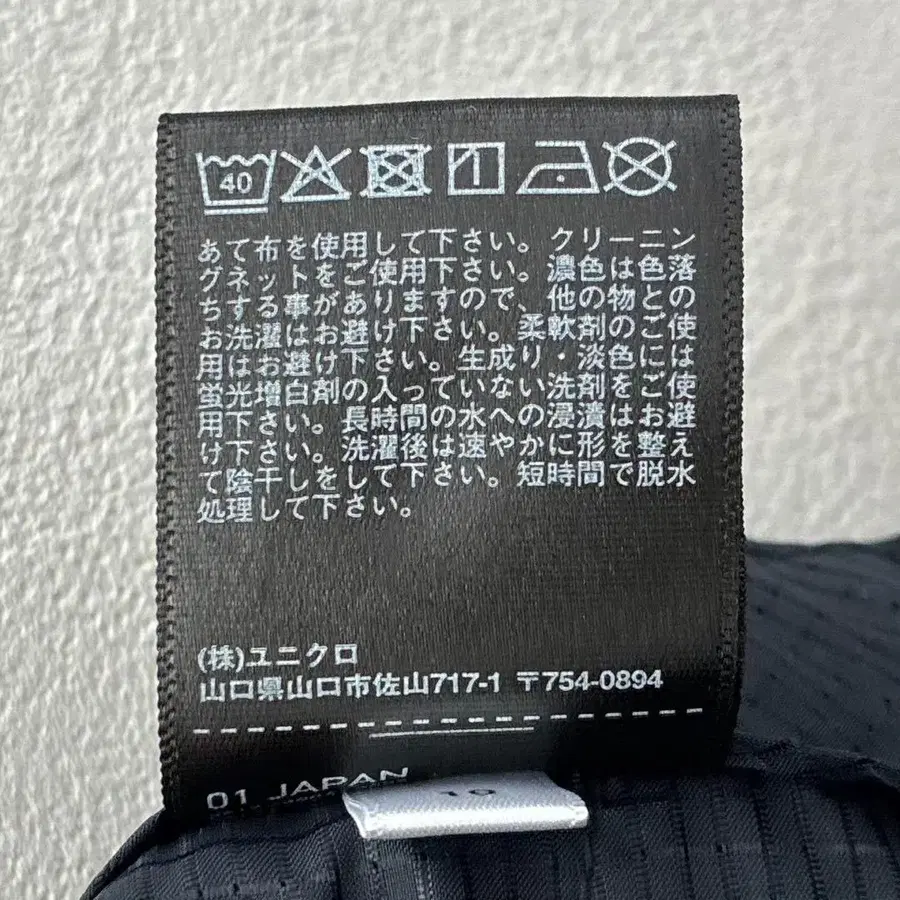 40
あて布を使用して下さい。クリーニン
グネットをご使用下さい。濃色は色落
ちする事がありますので、他の物との
お洗濯はお避け下さい。柔軟剤のご使
用はお避け下さい。生成り・淡色には
蛍光増白剤の入っていない洗剤をご使
用下さい。長時間の水への浸漬はお避
け下さい。洗濯後は速やかに形を整え
て陰干しをして下さい。短時間で脱水
処理して下さい。
(株)ユニクロ
山口県山口市佐山717-1 〒754-0894
01 JAPAN
10